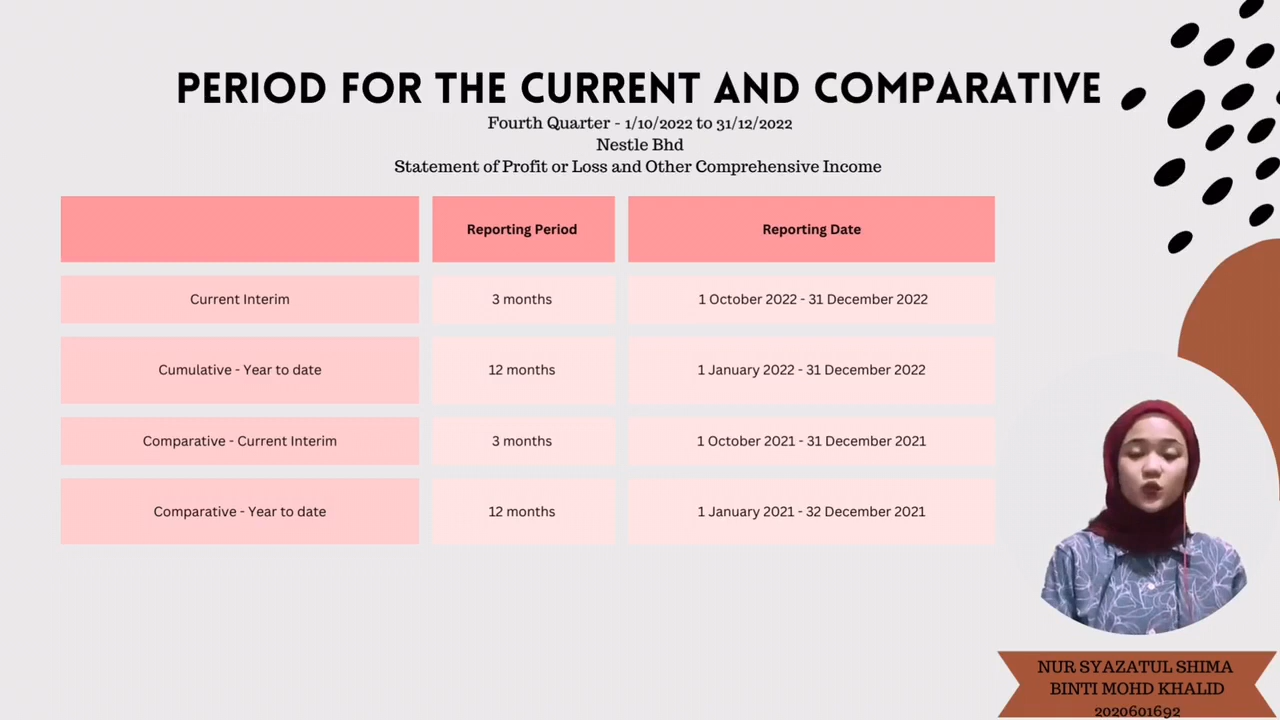 PERIOD FOR THE CURRENT AND COMPARATIVE
Fourth Quarter - 1/10/2022 to 31/12/2022
Nestle Bhd
Statement of Profit or Loss and Other Comprehensive Income
Reporting Period Reporting Date
Current Interim 3 months 1 October 2022 - 31 December 2022
Cumulative - Year to date 12 months 1 January 2022 - 31 December 2022
Comparative - Current Interim 3 months 1 October 2021 - 31 December 2021
Comparative - Year to date 12 months 1 January 2021 - 32 December 2021
NUR SYAZATUL SHIMA
BINTI MOHD KHALID
2020601692